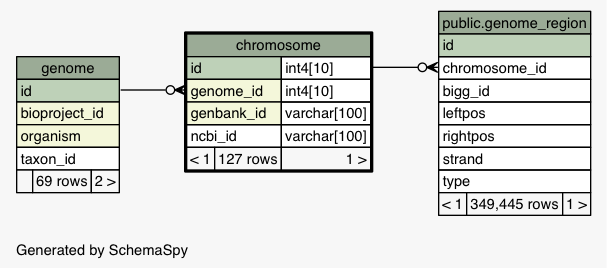 genome
id
bioproject_id
organism
taxon_id
69 rows 2 >
chromosome
id int4[10]
genome_id int4[10]
genbank_id varchar[100]
ncbi_id varchar[100]
< 1 127 rows 1 >
public.genome_region
id
chromosome_id
bigg_id
leftpos
rightpos
strand
type
< 1 349,445 rows 1 >
Generated by SchemaSpy